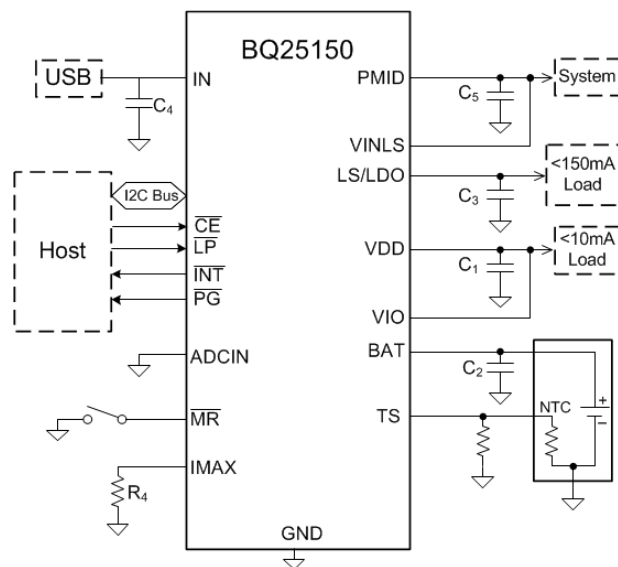 BQ25150
USB
IN
C4
PMID
C5
System
VINLS
LS/LDO
C3
<150mA
Load
I2C Bus
Host
CE
LP
INT
PG
VDD
C1
<10mA
Load
VIO
ADCIN
BAT
C2
MR
TS
NTC
+
−
IMAX
R4
GND